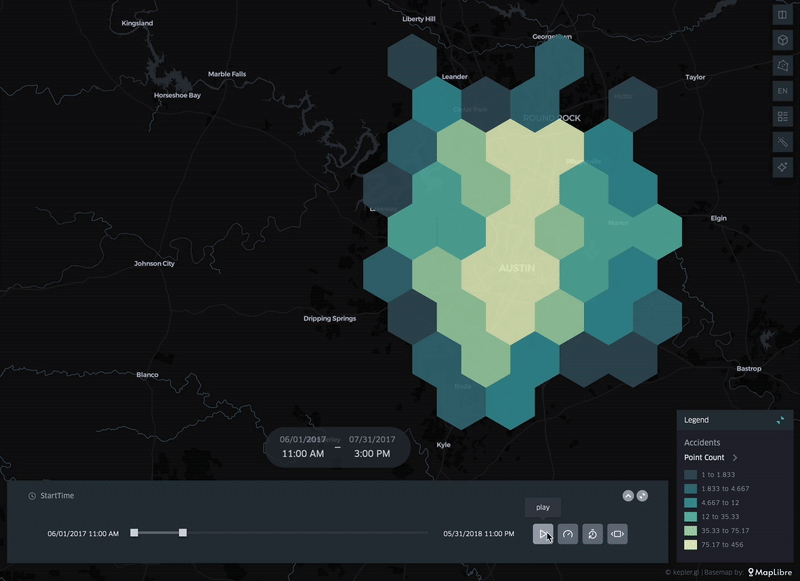 Liberty Hill
Kingsland
Georgetown
Marble Falls
Leander
Taylor
Horseshoe Bay
EN
Cedar Park
Hutto
ROUND ROCK
Pflugerville
Elgin
Manor
Johnson City
AUSTIN
Dripping Springs
Bastrop
Blanco
Buda
Kyle
06/01/2017 – 07/31/2017
11:00 AM 3:00 PM
Legend
Accidents
Point Count
1 to 1.833
1.833 to 4.667
4.667 to 12
12 to 35.33
35.33 to 75.17
75.17 to 456
StartTime
play
06/01/2017 11:00 AM
05/31/2018 11:00 PM
© kepler.gl | Basemap by: MapLibre